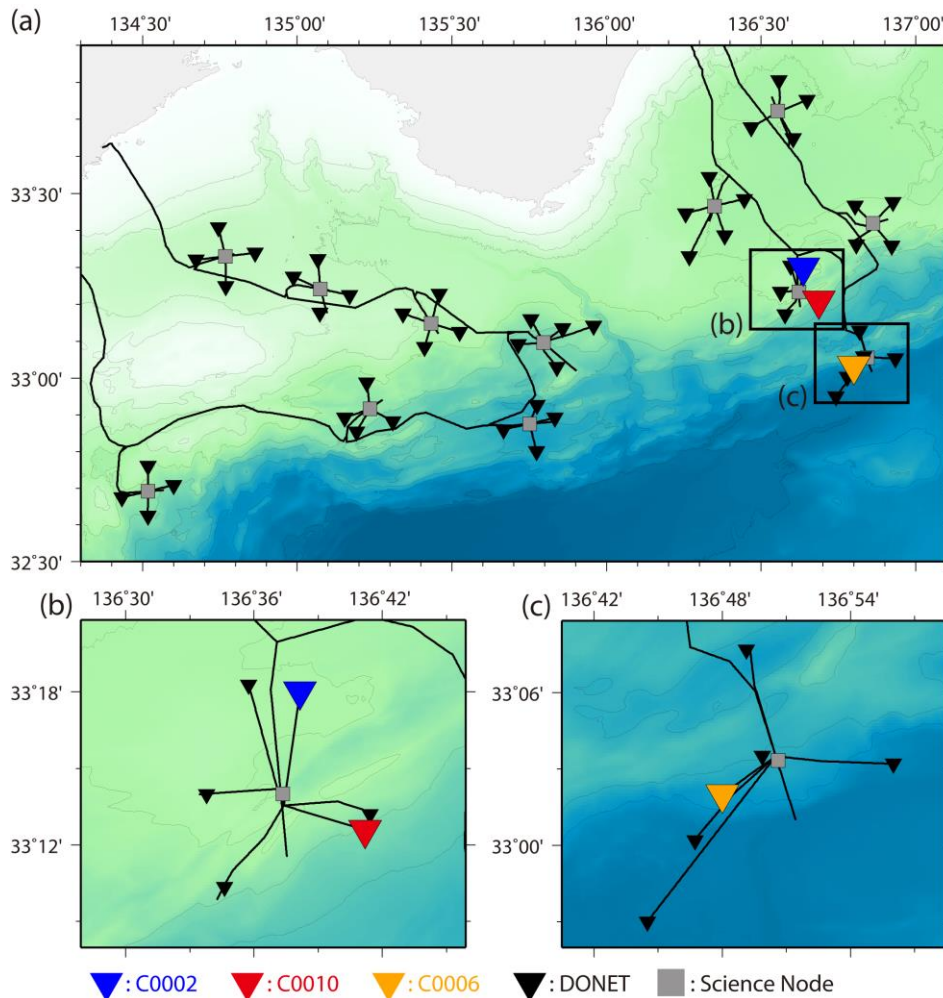 (a)
134°30' 135°00' 135°30' 136°00' 136°30' 137°00'
33°30'
33°00'
32°30'
(b)
(c)
(b)
136°30' 136°36' 136°42'
33°18'
33°12'
(c)
136°42' 136°48' 136°54'
33°06'
33°00'
: C0002 : C0010 : C0006 : DONET : Science Node